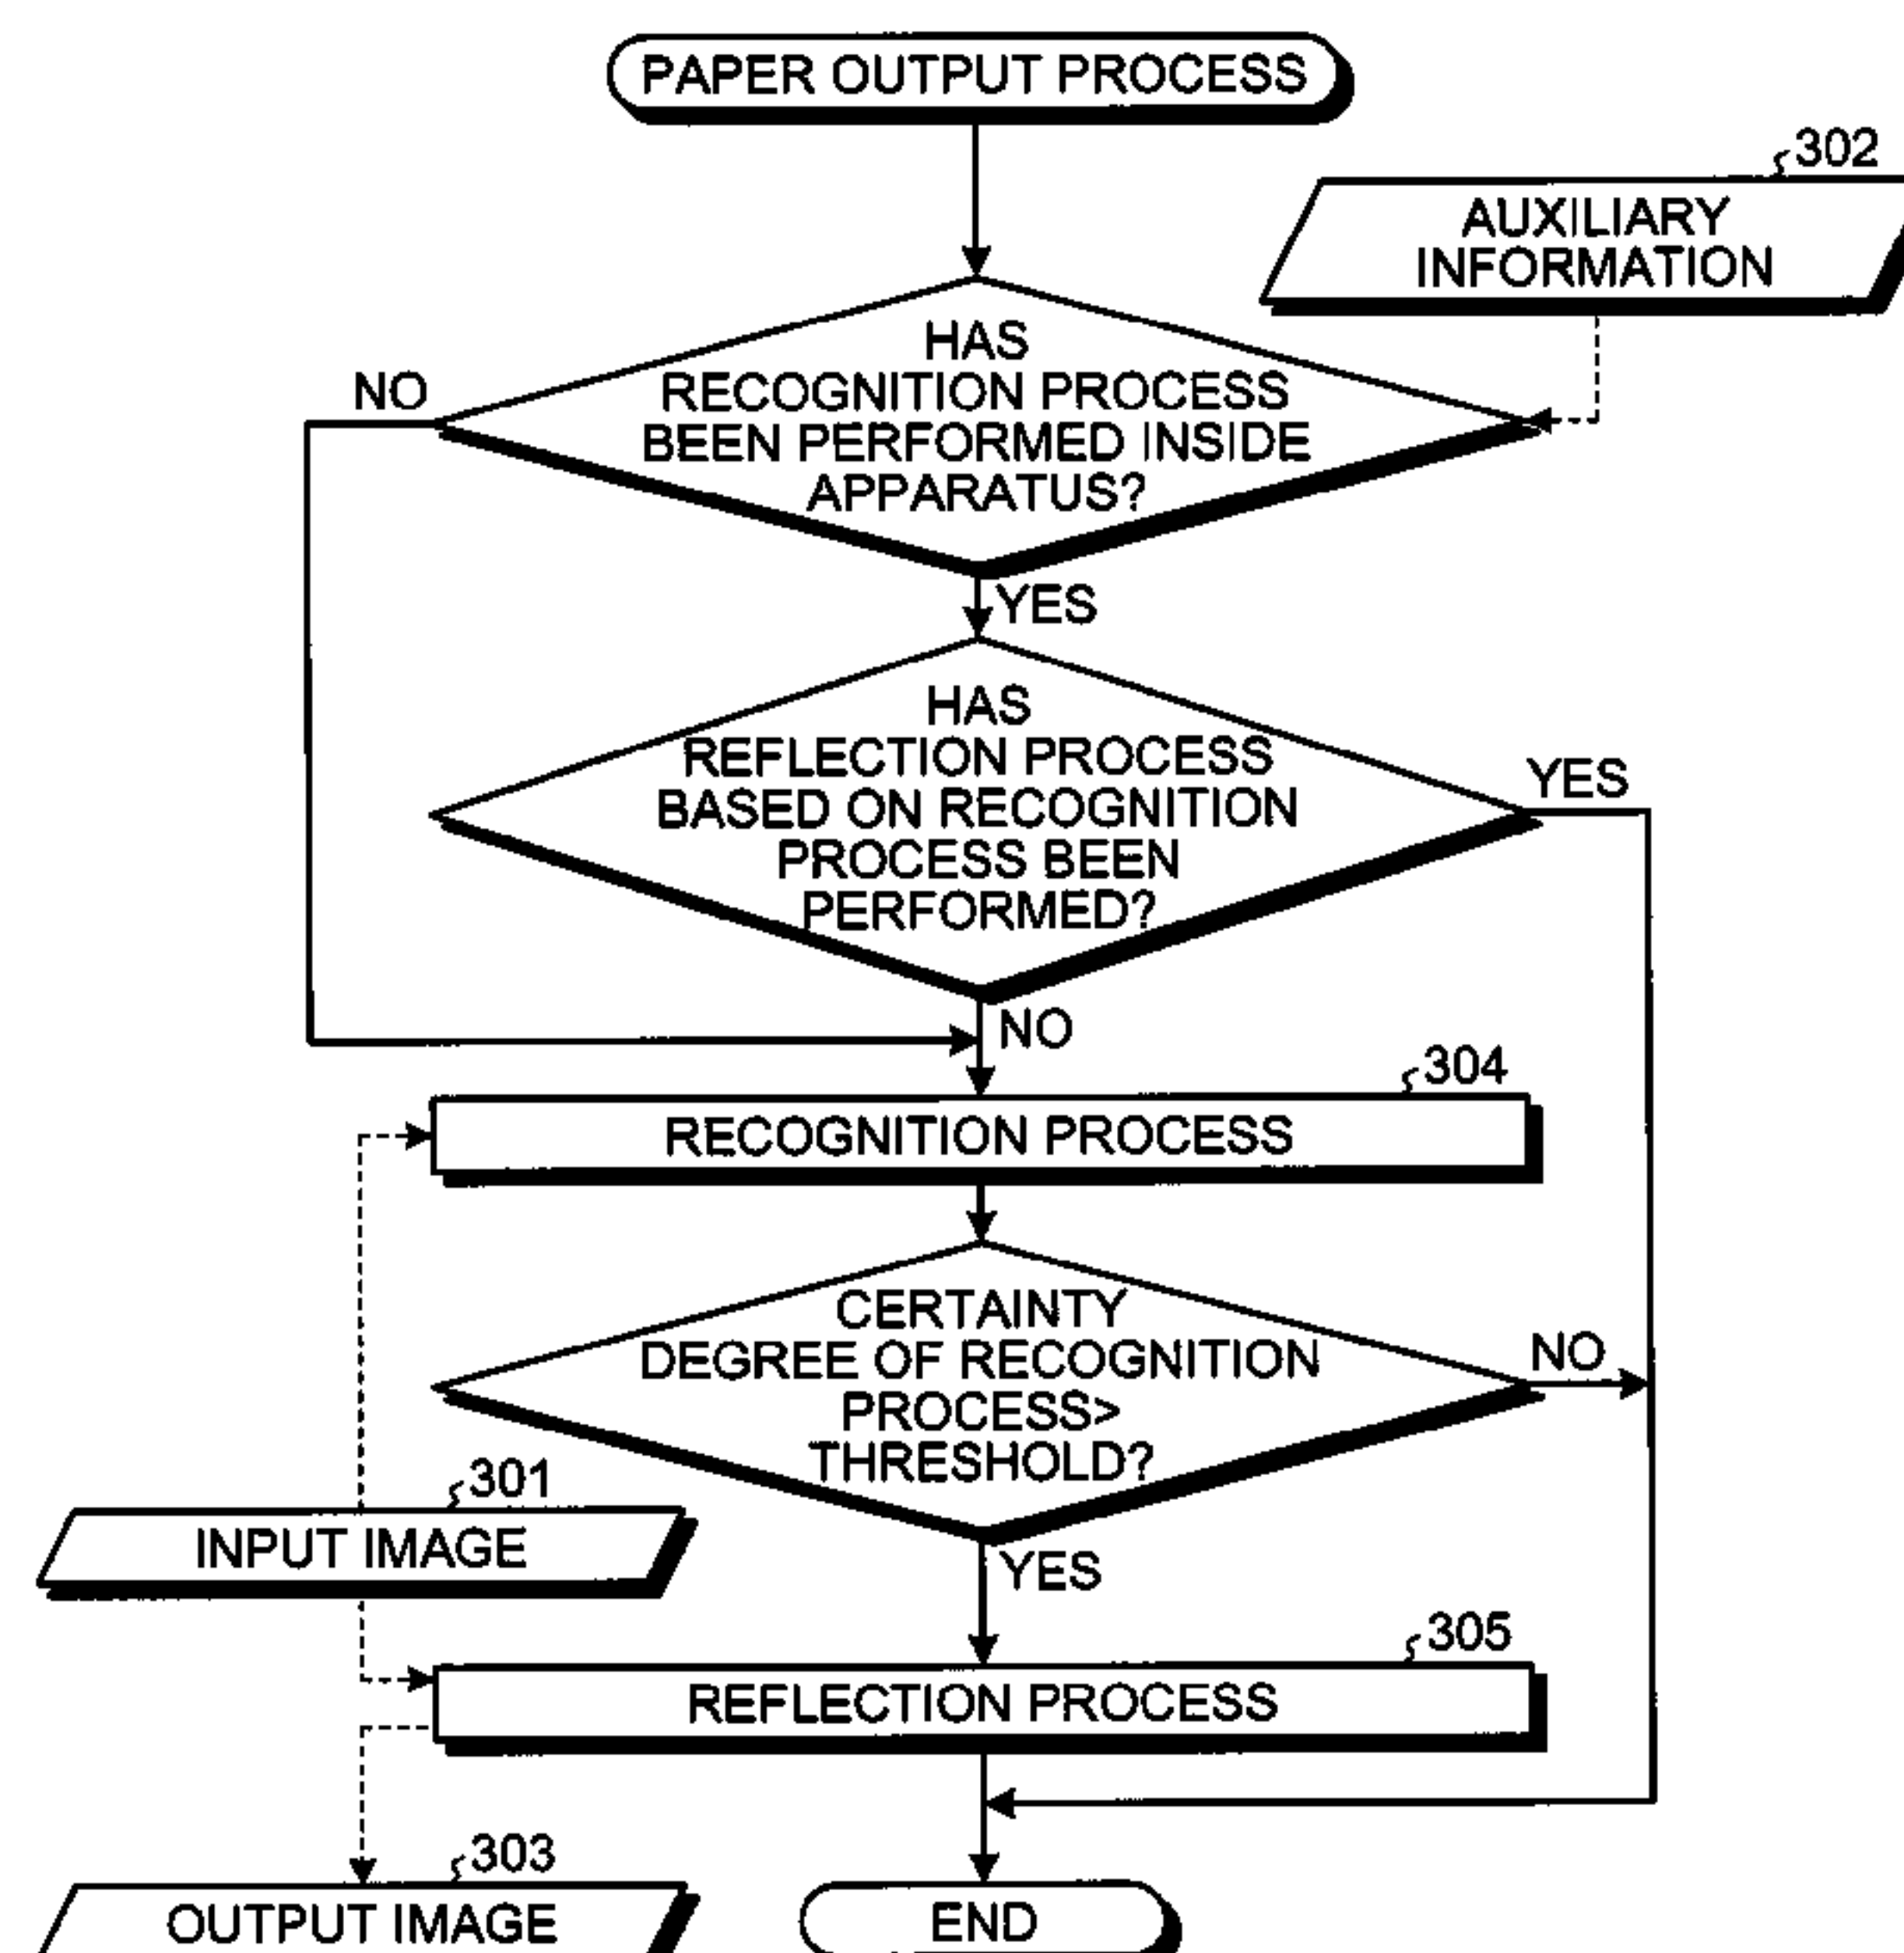 PAPER OUTPUT PROCESS
302
AUXILIARY
INFORMATION
HAS
RECOGNITION PROCESS
BEEN PERFORMED INSIDE
APPARATUS?
NO
YES
HAS
REFLECTION PROCESS
BASED ON RECOGNITION
PROCESS BEEN
PERFORMED?
YES
NO
304
RECOGNITION PROCESS
CERTAINTY
DEGREE OF RECOGNITION
PROCESS>
THRESHOLD?
NO
301
INPUT IMAGE
YES
305
REFLECTION PROCESS
303
OUTPUT IMAGE
END